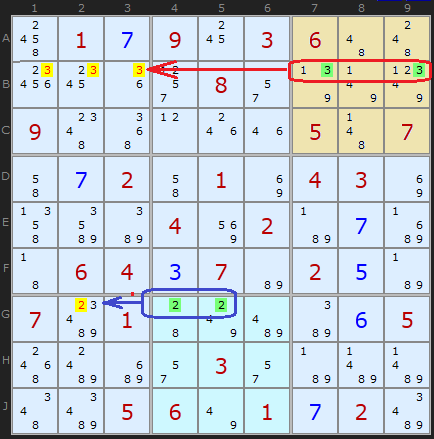 1 2 3 4 5 6 7 8 9
2 2 2
A 4 5 1 7 9 4 5 3 6 4 4
8 8 8
2 3 2 3 3 2 1 3 1 1 2 3
B 4 5 6 4 5 6 5 8 5 4 4
7 7 9 9 9
2 3 3 1 2 2 2 1
C 9 4 6 4 4 6 4 6 5 4 7
8 8 8
D 5 7 2 5 1 6 4 3 6
8 8 9 9
1 3 3 3 1 1
E 5 5 4 5 6 2 7 6
8 8 9 8 9 9 8 9 8 9
1 1
F 6 4 3 7 2 5
8 8 9 8 9
2 3 2 2 3
G 7 4 1 4 4 6 5
8 9 8 9 8 9 8 9
2 2 1 1 1
H 4 6 4 6 5 3 5 4 4
8 8 9 8 9 7 7 8 9 8 9 8 9
3 3 3
J 4 4 5 6 4 1 7 2 4
8 8 9 9 8 9